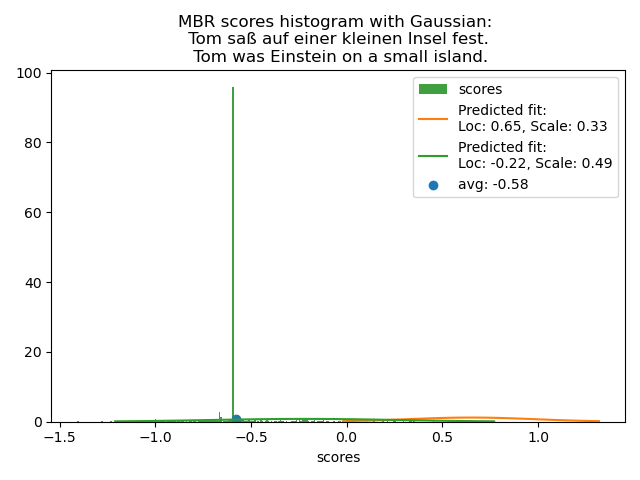 MBR scores histogram with Gaussian:
Tom saß auf einer kleinen Insel fest.
Tom was Einstein on a small island.
100
80
60
40
20
0
scores
Predicted fit:
Loc: 0.65, Scale: 0.33
Predicted fit:
Loc: -0.22, Scale: 0.49
avg: -0.58
−1.5 −1.0 −0.5 0.0 0.5 1.0
scores